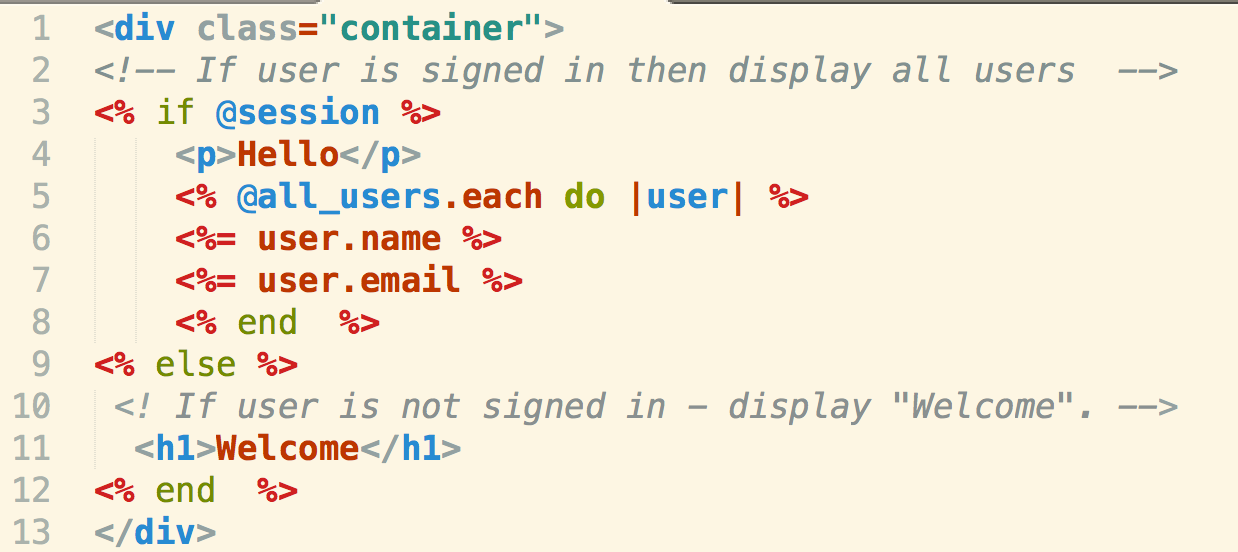 1 <div class="container">
2 <!-- If user is signed in then display all users  -->
3 <% if @session %>
4     <p>Hello</p>
5     <% @all_users.each do |user| %>
6     <%= user.name %>
7     <%= user.email %>
8     <% end  %>
9 <% else %>
10  <! If user is not signed in - display "Welcome". -->
11   <h1>Welcome</h1>
12 <% end  %>
13 </div>